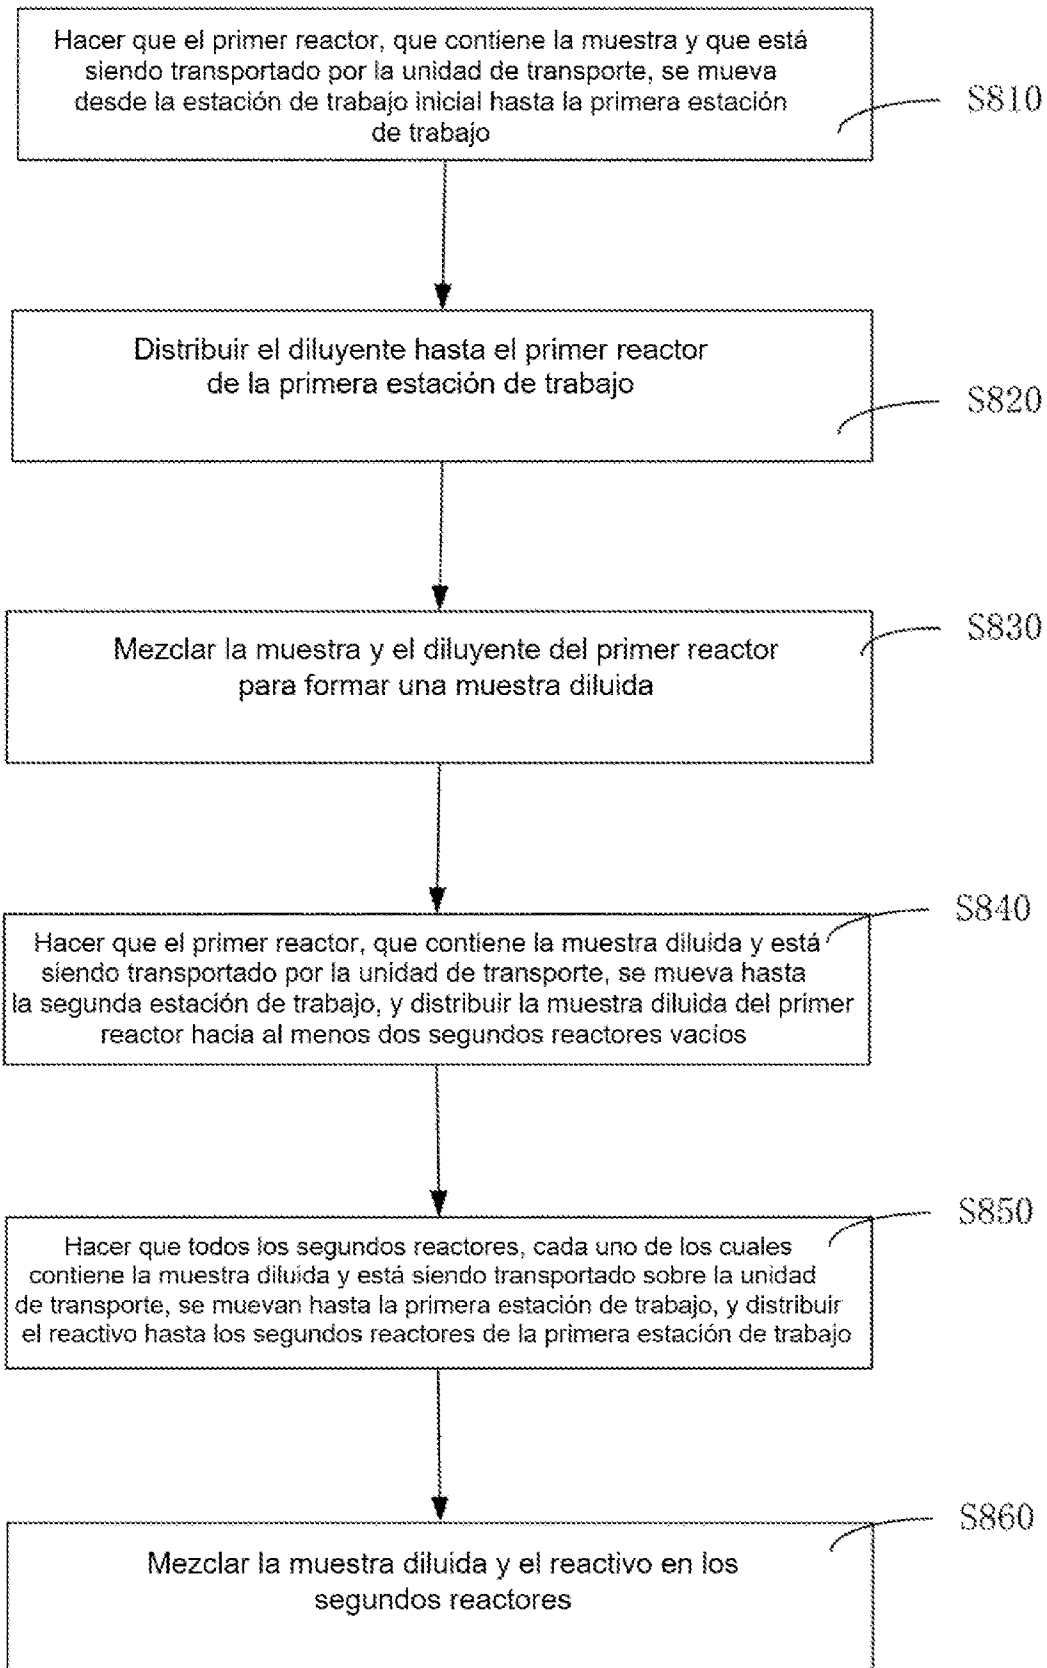 Hacer que el primer reactor, que contiene la muestra y que está
siendo transportado por la unidad de transporte, se mueva
desde la estación de trabajo inicial hasta la primera estación
de trabajo
S810
Distribuir el diluyente hasta el primer reactor
de la primera estación de trabajo
S820
Mezclar la muestra y el diluyente del primer reactor
para formar una muestra diluida
S830
Hacer que el primer reactor, que contiene la muestra diluida y está
siendo transportado por la unidad de transporte, se mueva hasta
la segunda estación de trabajo, y distribuir la muestra diluida del primer
reactor hacia al menos dos segundos reactores vacíos
S840
Hacer que todos los segundos reactores, cada uno de los cuales
contiene la muestra diluida y está siendo transportado sobre la unidad
de transporte, se muevan hasta la primera estación de trabajo, y distribuir
el reactivo hasta los segundos reactores de la primera estación de trabajo
S850
Mezclar la muestra diluida y el reactivo en los
segundos reactores
S860